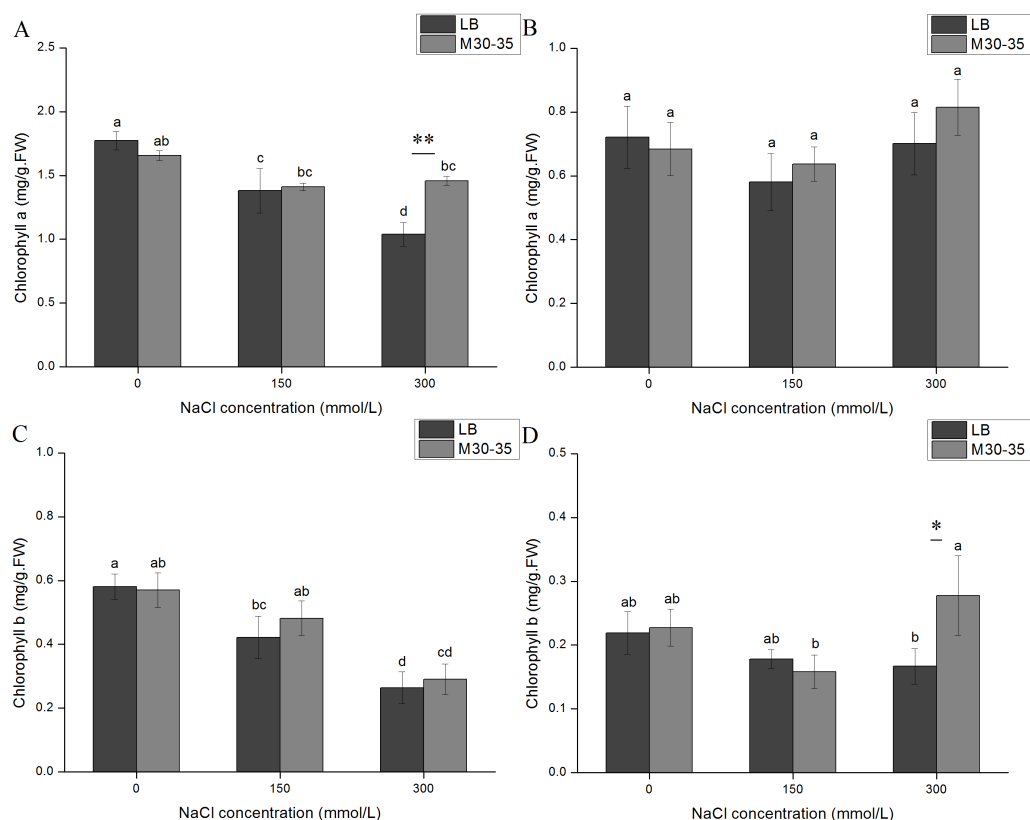 A
LB
M30-35
2.5
2.0
1.5
1.0
0.5
0.0
Chlorophyll a (mg/g.FW)
a
ab
c
bc
**
bc
d
0
150
300
NaCl concentration (mmol/L)
B
LB
M30-35
1.0
0.8
0.6
0.4
0.2
0.0
Chlorophyll a (mg/g.FW)
a
a
a
a
a
a
0
150
300
NaCl concentration (mmol/L)
C
LB
M30-35
1.0
0.8
0.6
0.4
0.2
0.0
Chlorophyll b (mg/g.FW)
a
ab
bc
ab
d
cd
0
150
300
NaCl concentration (mmol/L)
D
LB
M30-35
0.5
0.4
0.3
0.2
0.1
0.0
Chlorophyll b (mg/g.FW)
ab
ab
ab
b
*
b
a
0
150
300
NaCl concentration (mmol/L)